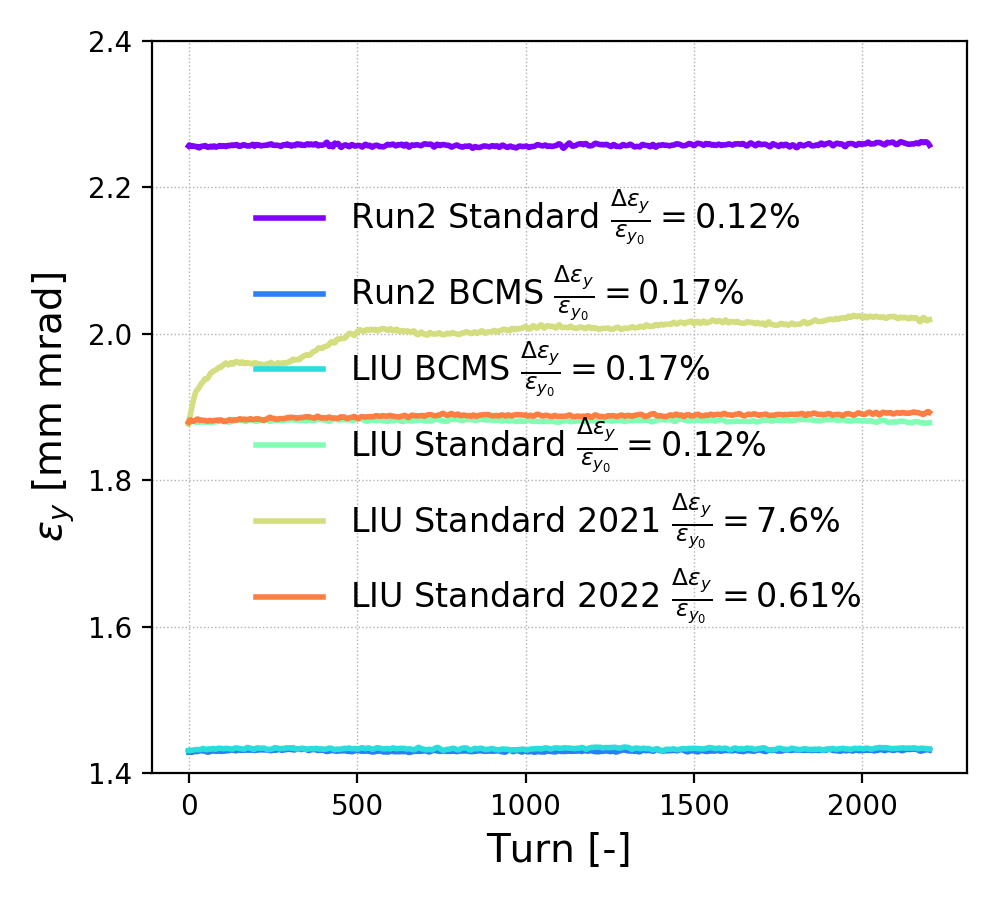 2.4
2.2
2.0
1.8
1.6
1.4
εy [mm mrad]
Run2 Standard Δεy/εy0 = 0.12%
Run2 BCMS Δεy/εy0 = 0.17%
LIU BCMS Δεy/εy0 = 0.17%
LIU Standard Δεy/εy0 = 0.12%
LIU Standard 2021 Δεy/εy0 = 7.6%
LIU Standard 2022 Δεy/εy0 = 0.61%
0 500 1000 1500 2000
Turn [-]